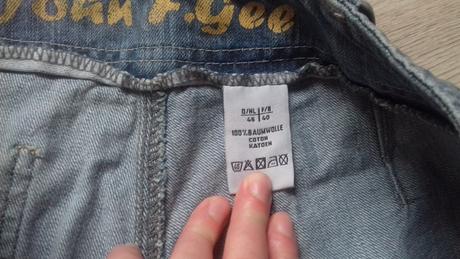 John F.Gee
D/NL F/B
46 40
100% BAUMWOLLE
COTON
KATOEN